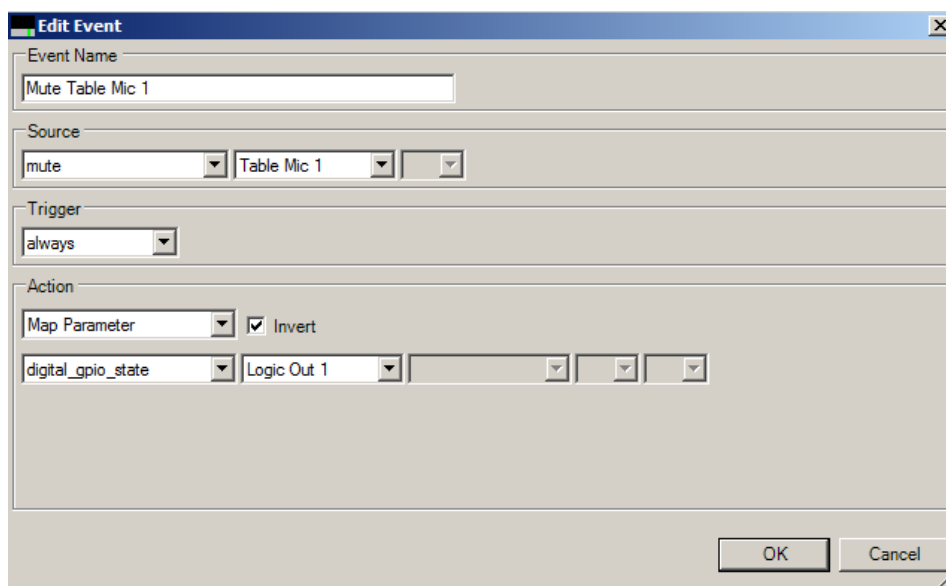 Edit Event
Event Name
Mute Table Mic 1
Source
mute Table Mic 1
Trigger
always
Action
Map Parameter Invert
digital_gpio_state Logic Out 1
OK Cancel